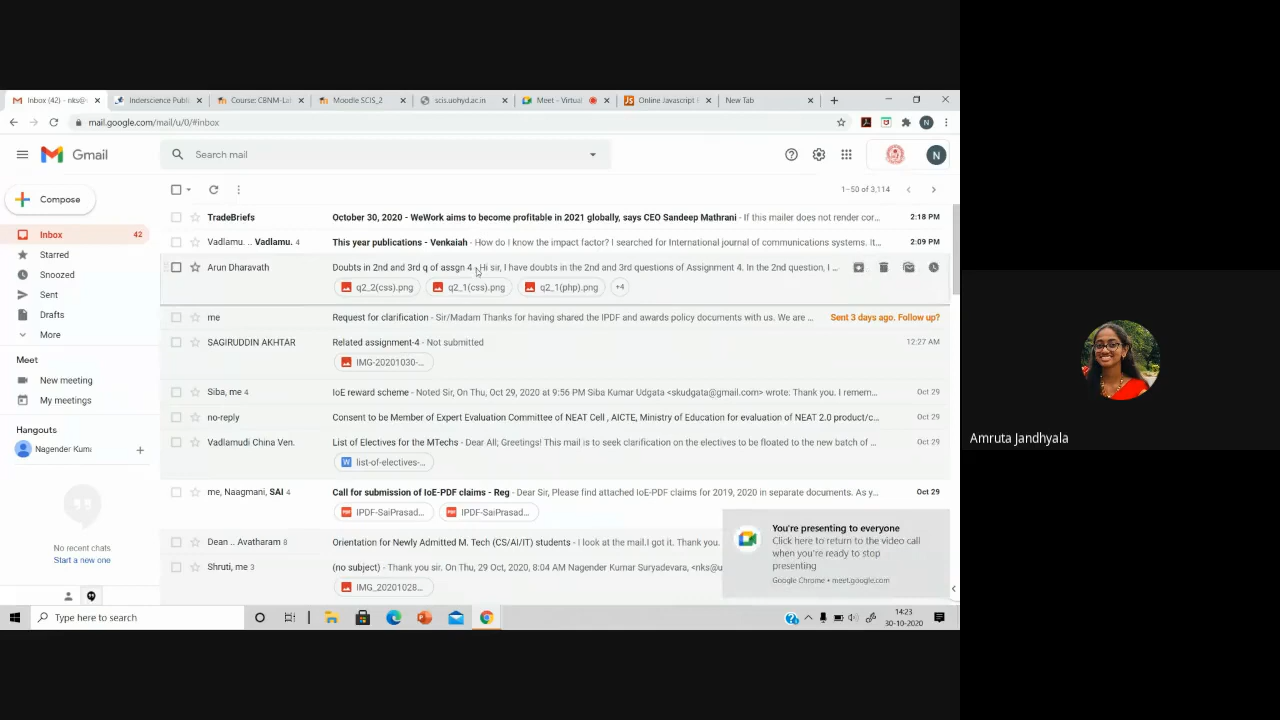 Inbox (42) - nks@
Inderscience Publi
Course: CBNM-La
Moodle SCIS_2
scis.uohyd.ac.in
Meet – Virtual
Online Javascript
New Tab
mail.google.com/mail/u/0/#inbox
N
Gmail
Search mail
N
Compose
1–50 of 3,114
Inbox 42
Starred
Snoozed
Sent
Drafts
More
Meet
New meeting
My meetings
Hangouts
Nagender Kuma
No recent chats
Start a new one
TradeBriefs October 30, 2020 - WeWork aims to become profitable in 2021 globally, says CEO Sandeep Mathrani - If this mailer does not render cor... 2:18 PM
Vadlamu. .. Vadlamu. 4 This year publications - Venkaiah - How do I know the impact factor? I searched for International journal of communications systems. It... 2:09 PM
Arun Dharavath Doubts in 2nd and 3rd q of assgn 4 - Hi sir, I have doubts in the 2nd and 3rd questions of Assignment 4. In the 2nd question, I ...
q2_2(css).png q2_1(css).png q2_1(php).png +4
me Request for clarification - Sir/Madam Thanks for having shared the IPDF and awards policy documents with us. We are ... Sent 3 days ago. Follow up?
SAGIRUDDIN AKHTAR Related assignment-4 - Not submitted 12:27 AM
IMG-20201030-...
Siba, me 4 IoE reward scheme - Noted Sir, On Thu, Oct 29, 2020 at 9:56 PM Siba Kumar Udgata <skudgata@gmail.com> wrote: Thank you. I remem... Oct 29
no-reply Consent to be Member of Expert Evaluation Committee of NEAT Cell , AICTE, Ministry of Education for evaluation of NEAT 2.0 product/c... Oct 29
Vadlamudi China Ven. List of Electives for the MTechs - Dear All; Greetings! This mail is to seek clarification on the electives to be floated to the new batch of ... Oct 29
list-of-electives-...
me, Naagmani, SAI 4 Call for submission of IoE-PDF claims - Reg - Dear Sir, Please find attached IoE-PDF claims for 2019, 2020 in separate documents. As y... Oct 29
IPDF-SaiPrasad... IPDF-SaiPrasad...
Dean .. Avatharam 8 Orientation for Newly Admitted M. Tech (CS/AI/IT) students - I look at the mail.I got it. Thank you.
Shruti, me 3 (no subject) - Thank you sir. On Thu, 29 Oct, 2020, 8:04 AM Nagender Kumar Suryadevara, <nks@u
IMG_20201028...
You're presenting to everyone
Click here to return to the video call
when you're ready to stop
presenting
Google Chrome • meet.google.com
Type here to search
14:23
30-10-2020
Amruta Jandhyala